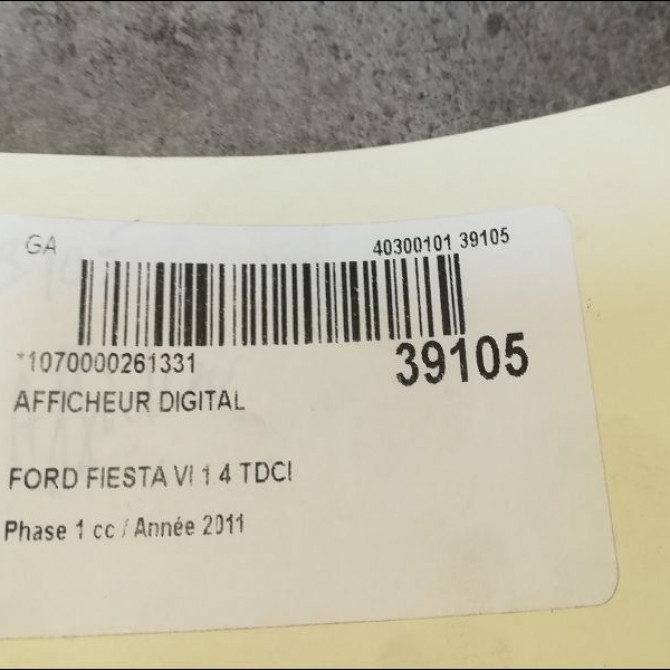 GA
40300101 39105
*1070000261331
39105
AFFICHEUR DIGITAL
FORD FIESTA VI 1 4 TDCI
Phase 1 cc / Année 2011